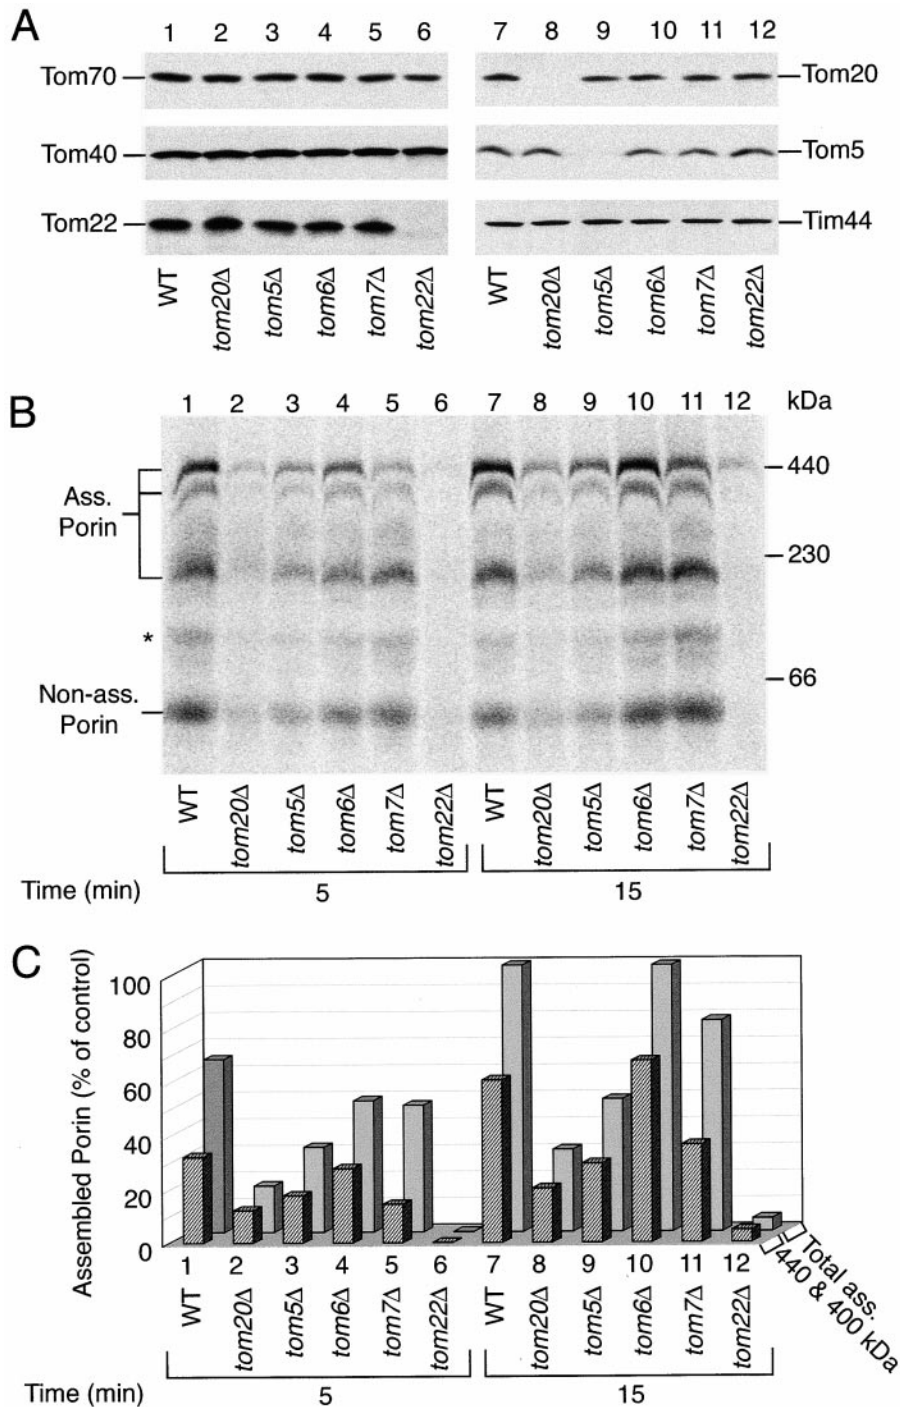 A
1 2 3 4 5 6 7 8 9 10 11 12
Tom70 Tom20
Tom40 Tom5
Tom22 Tim44
WT tom20Δ tom5Δ tom6Δ tom7Δ tom22Δ WT tom20Δ tom5Δ tom6Δ tom7Δ tom22Δ
B
1 2 3 4 5 6 7 8 9 10 11 12 kDa
440
Ass.
Porin
230
*
66
Non-ass.
Porin
WT tom20Δ tom5Δ tom6Δ tom7Δ tom22Δ WT tom20Δ tom5Δ tom6Δ tom7Δ tom22Δ
Time (min) 5 15
C
Assembled Porin (% of control)
100
80
60
40
20
0
1 2 3 4 5 6 7 8 9 10 11 12
Total ass.
440 & 400 kDa
WT tom20Δ tom5Δ tom6Δ tom7Δ tom22Δ WT tom20Δ tom5Δ tom6Δ tom7Δ tom22Δ
Time (min) 5 15